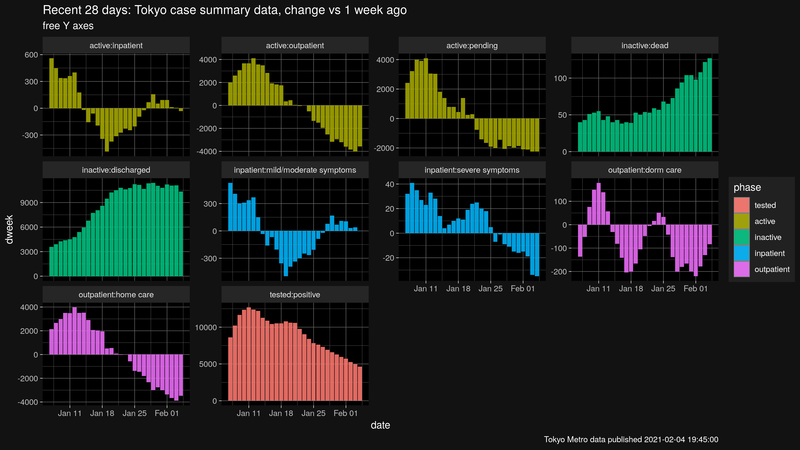 Recent 28 days: Tokyo case summary data, change vs 1 week ago
free Y axes
active:inpatient
active:outpatient
active:pending
inactive:dead
600
300
0
-300
4000
2000
0
-2000
-4000
4000
2000
0
-2000
100
50
0
inactive:discharged
inpatient:mild/moderate symptoms
inpatient:severe symptoms
outpatient:dorm care
9000
6000
3000
0
300
0
-300
40
20
0
-20
100
0
-100
-200
Jan 11 Jan 18 Jan 25 Feb 01
Jan 11 Jan 18 Jan 25 Feb 01
outpatient:home care
tested:positive
4000
2000
0
-2000
-4000
10000
5000
0
Jan 11 Jan 18 Jan 25 Feb 01
Jan 11 Jan 18 Jan 25 Feb 01
dweek
date
phase
tested
active
inactive
inpatient
outpatient
Tokyo Metro data published 2021-02-04 19:45:00